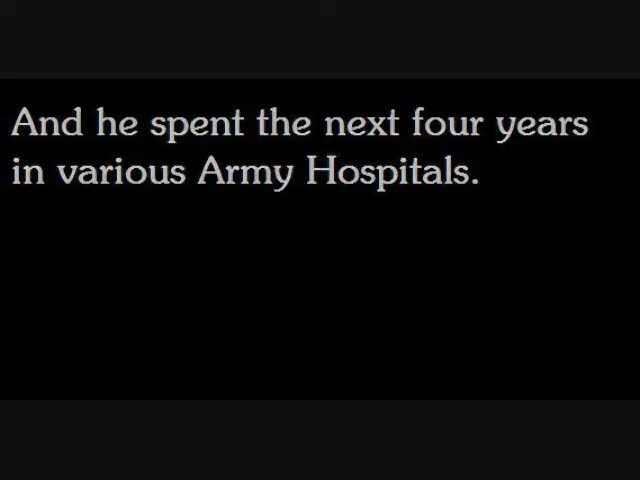 And he spent the next four years
in various Army Hospitals.